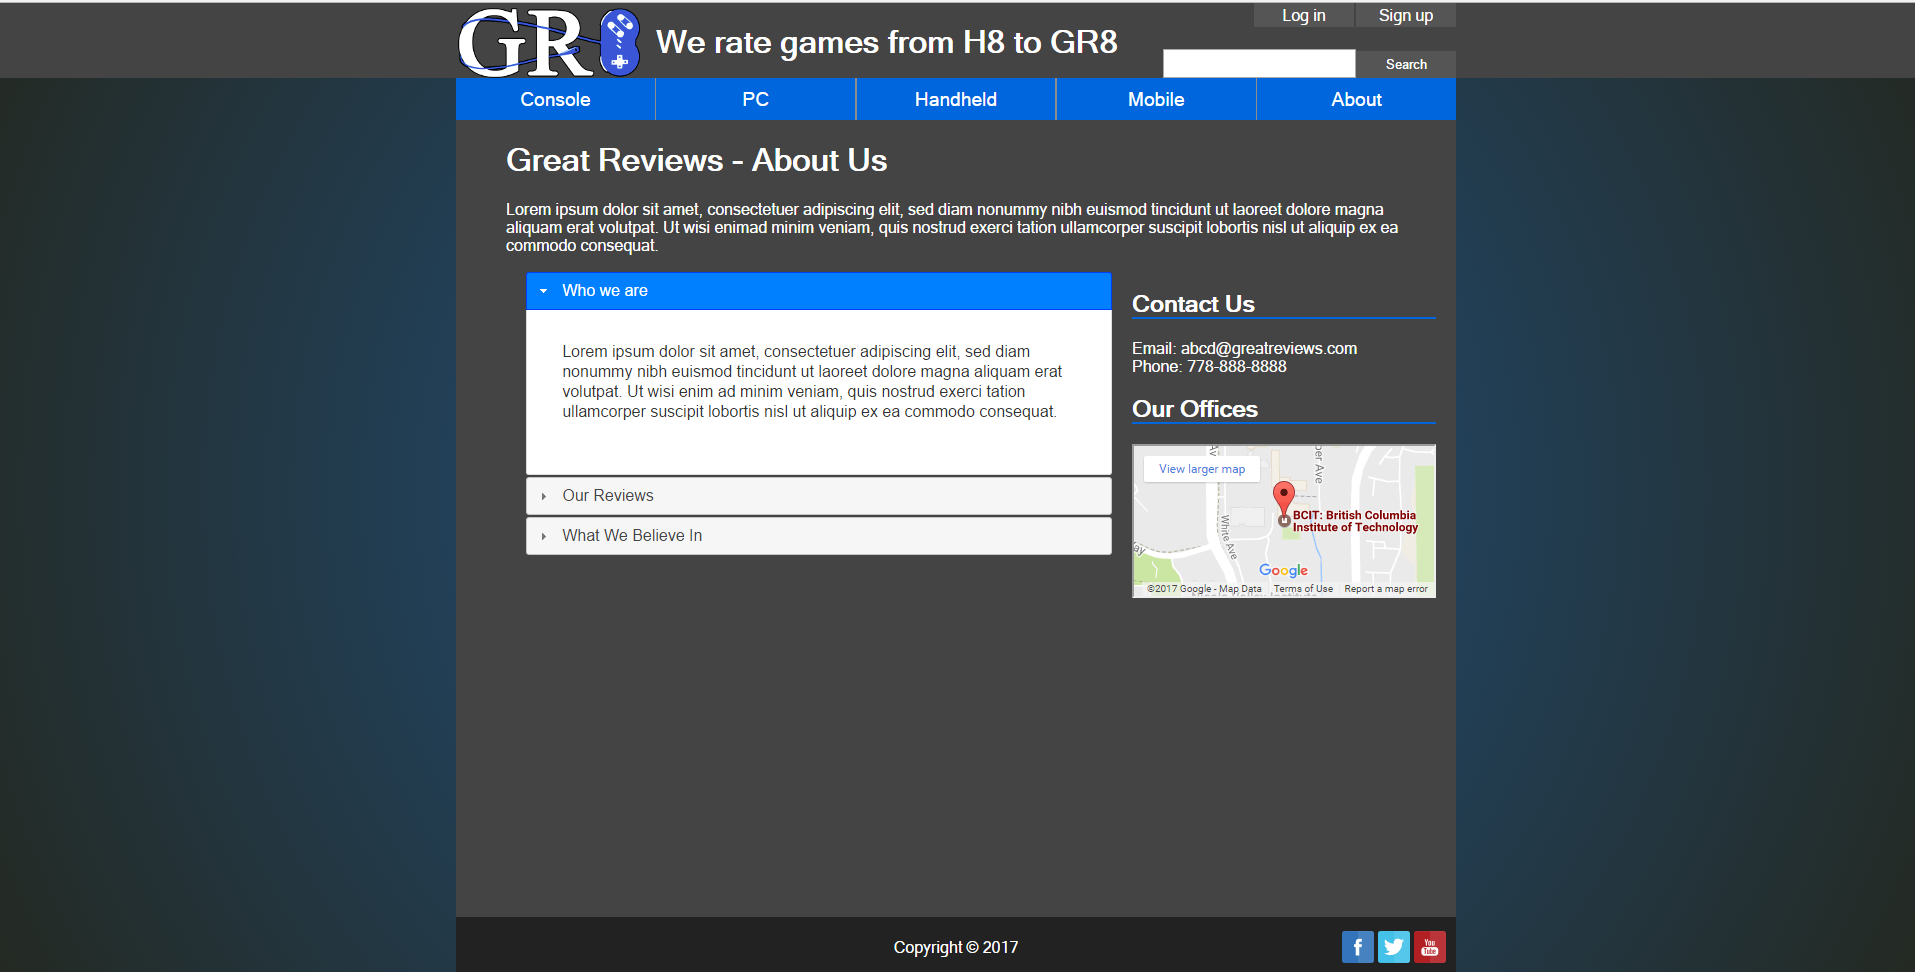 GR8
We rate games from H8 to GR8
Log in
Sign up
Search
Console
PC
Handheld
Mobile
About
Great Reviews - About Us
Lorem ipsum dolor sit amet, consectetuer adipiscing elit, sed diam nonummy nibh euismod tincidunt ut laoreet dolore magna
aliquam erat volutpat. Ut wisi enimad minim veniam, quis nostrud exerci tation ullamcorper suscipit lobortis nisl ut aliquip ex ea
commodo consequat.
Who we are
Lorem ipsum dolor sit amet, consectetuer adipiscing elit, sed diam
nonummy nibh euismod tincidunt ut laoreet dolore magna aliquam erat
volutpat. Ut wisi enim ad minim veniam, quis nostrud exerci tation
ullamcorper suscipit lobortis nisl ut aliquip ex ea commodo consequat.
Our Reviews
What We Believe In
Contact Us
Email: abcd@greatreviews.com
Phone: 778-888-8888
Our Offices
View larger map
Av
per Ave
BCIT: British Columbia
Institute of Technology
White Ave
ay
Google
©2017 Google - Map Data
Terms of Use
Report a map error
Copyright © 2017
f
You
Tube